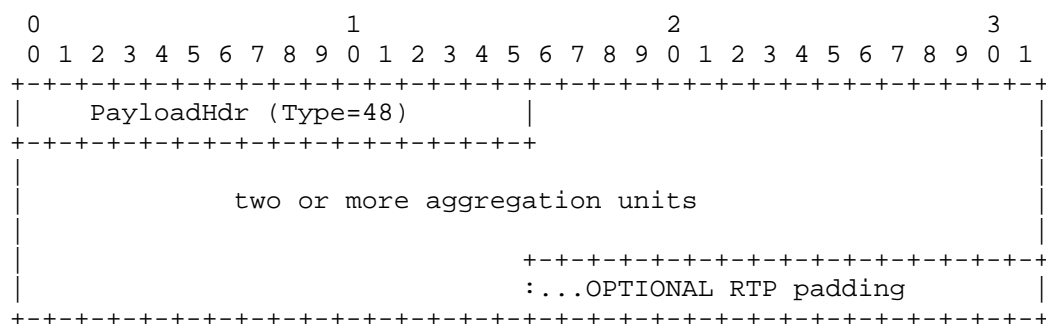 0                   1                   2                   3
 0 1 2 3 4 5 6 7 8 9 0 1 2 3 4 5 6 7 8 9 0 1 2 3 4 5 6 7 8 9 0 1
+-+-+-+-+-+-+-+-+-+-+-+-+-+-+-+-+-+-+-+-+-+-+-+-+-+-+-+-+-+-+-+-+
|    PayloadHdr (Type=48)       |                               |
+-+-+-+-+-+-+-+-+-+-+-+-+-+-+-+-+                               |
|                                                               |
|             two or more aggregation units                     |
|                                                               |
|                               +-+-+-+-+-+-+-+-+-+-+-+-+-+-+-+-+
|                               :...OPTIONAL RTP padding        |
+-+-+-+-+-+-+-+-+-+-+-+-+-+-+-+-+-+-+-+-+-+-+-+-+-+-+-+-+-+-+-+-+